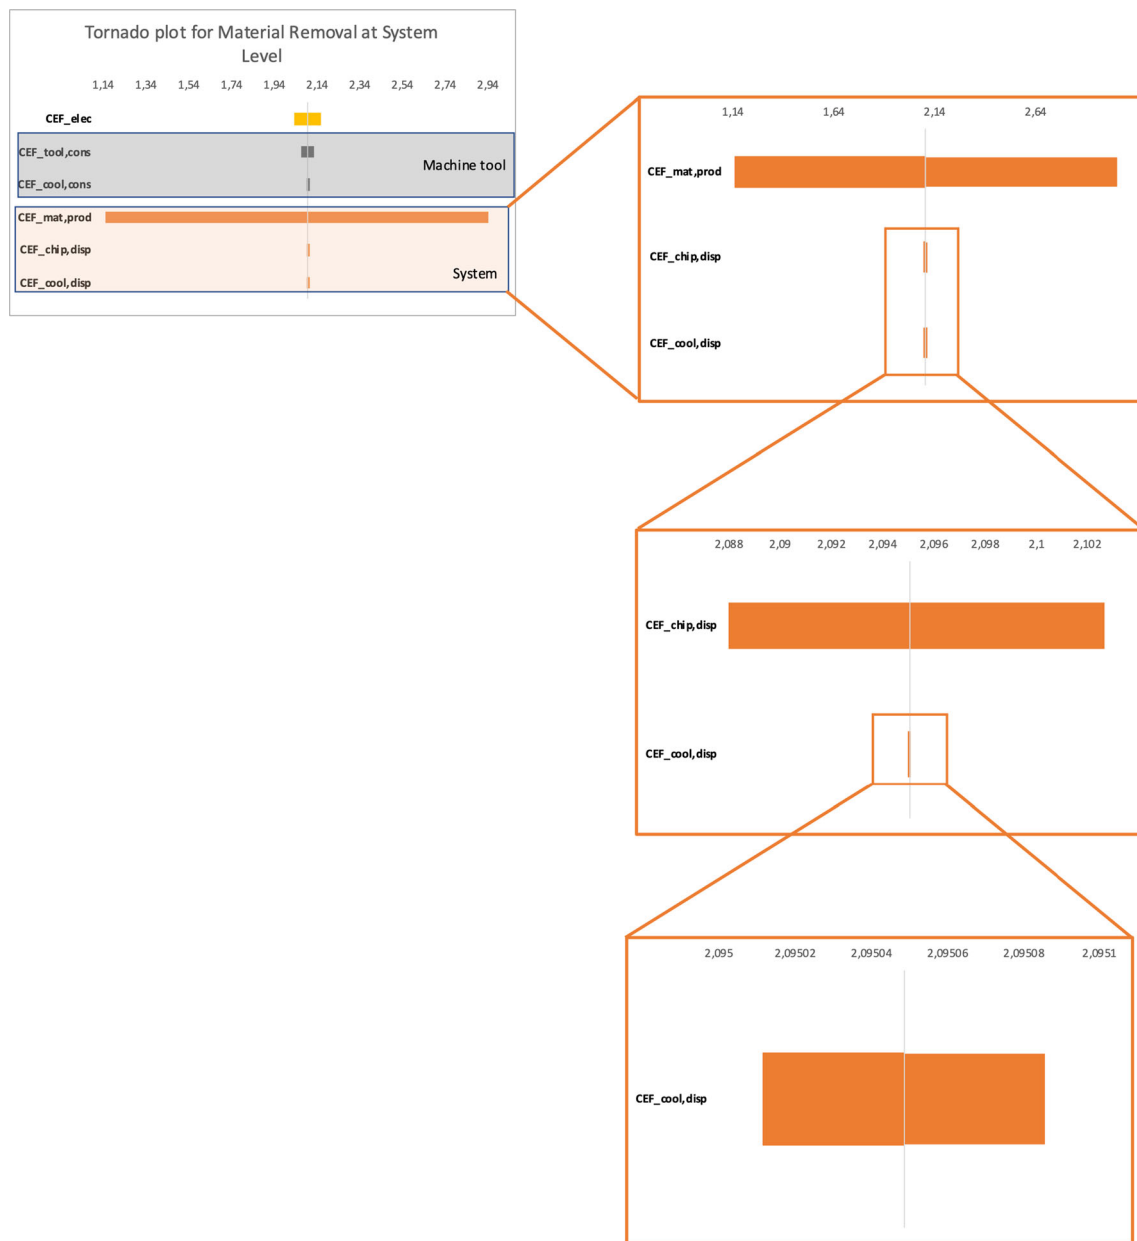 Tornado plot for Material Removal at System
Level
1,14 1,34 1,54 1,74 1,94 2,14 2,34 2,54 2,74 2,94
CEF_elec
CEF_tool,cons
Machine tool
CEF_cool,cons
CEF_mat,prod
CEF_chip,disp
System
CEF_cool,disp
1,14 1,64 2,14 2,64
CEF_mat,prod
CEF_chip,disp
CEF_cool,disp
2,088 2,09 2,092 2,094 2,096 2,098 2,1 2,102
CEF_chip,disp
CEF_cool,disp
2,095 2,09502 2,09504 2,09506 2,09508 2,0951
CEF_cool,disp